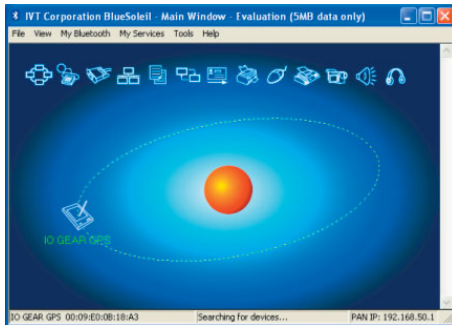 IVT Corporation BlueSoleil - Main Window - Evaluation (5MB data only)
File View My Bluetooth My Services Tools Help
IO GEAR GPS
IO GEAR GPS 00:09:E0:0B:18:A3 Searching for devices... PAN IP: 192.168.50.1